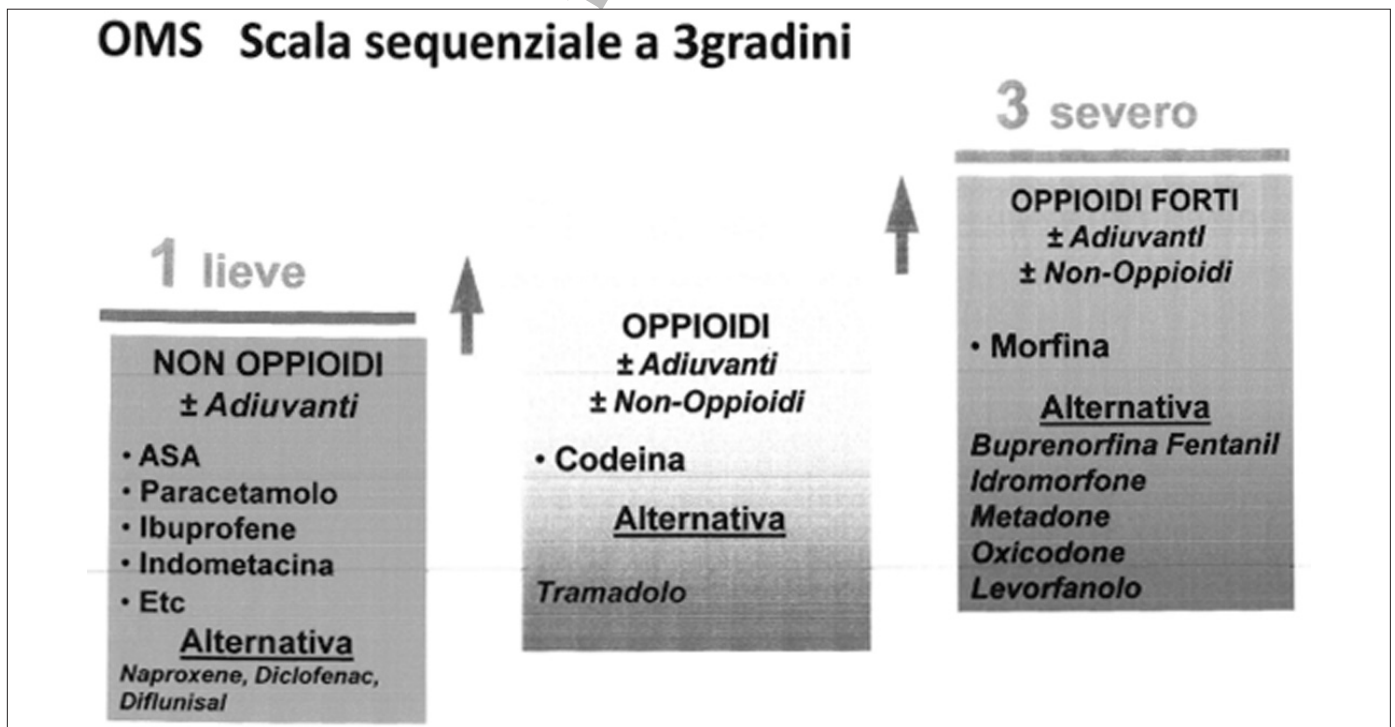 OMS Scala sequenziale a 3gradini
1 lieve
NON OPPIOIDI
± Adiuvanti
• ASA
• Paracetamolo
• Ibuprofene
• Indometacina
• Etc
Alternativa
Naproxene, Diclofenac,
Diflunisal
OPPIOIDI
± Adiuvanti
± Non-Oppioidi
• Codeina
Alternativa
Tramadolo
3 severo
OPPIOIDI FORTI
± AdiuvantI
± Non-Oppioidi
• Morfina
Alternativa
Buprenorfina Fentanil
Idromorfone
Metadone
Oxicodone
Levorfanolo